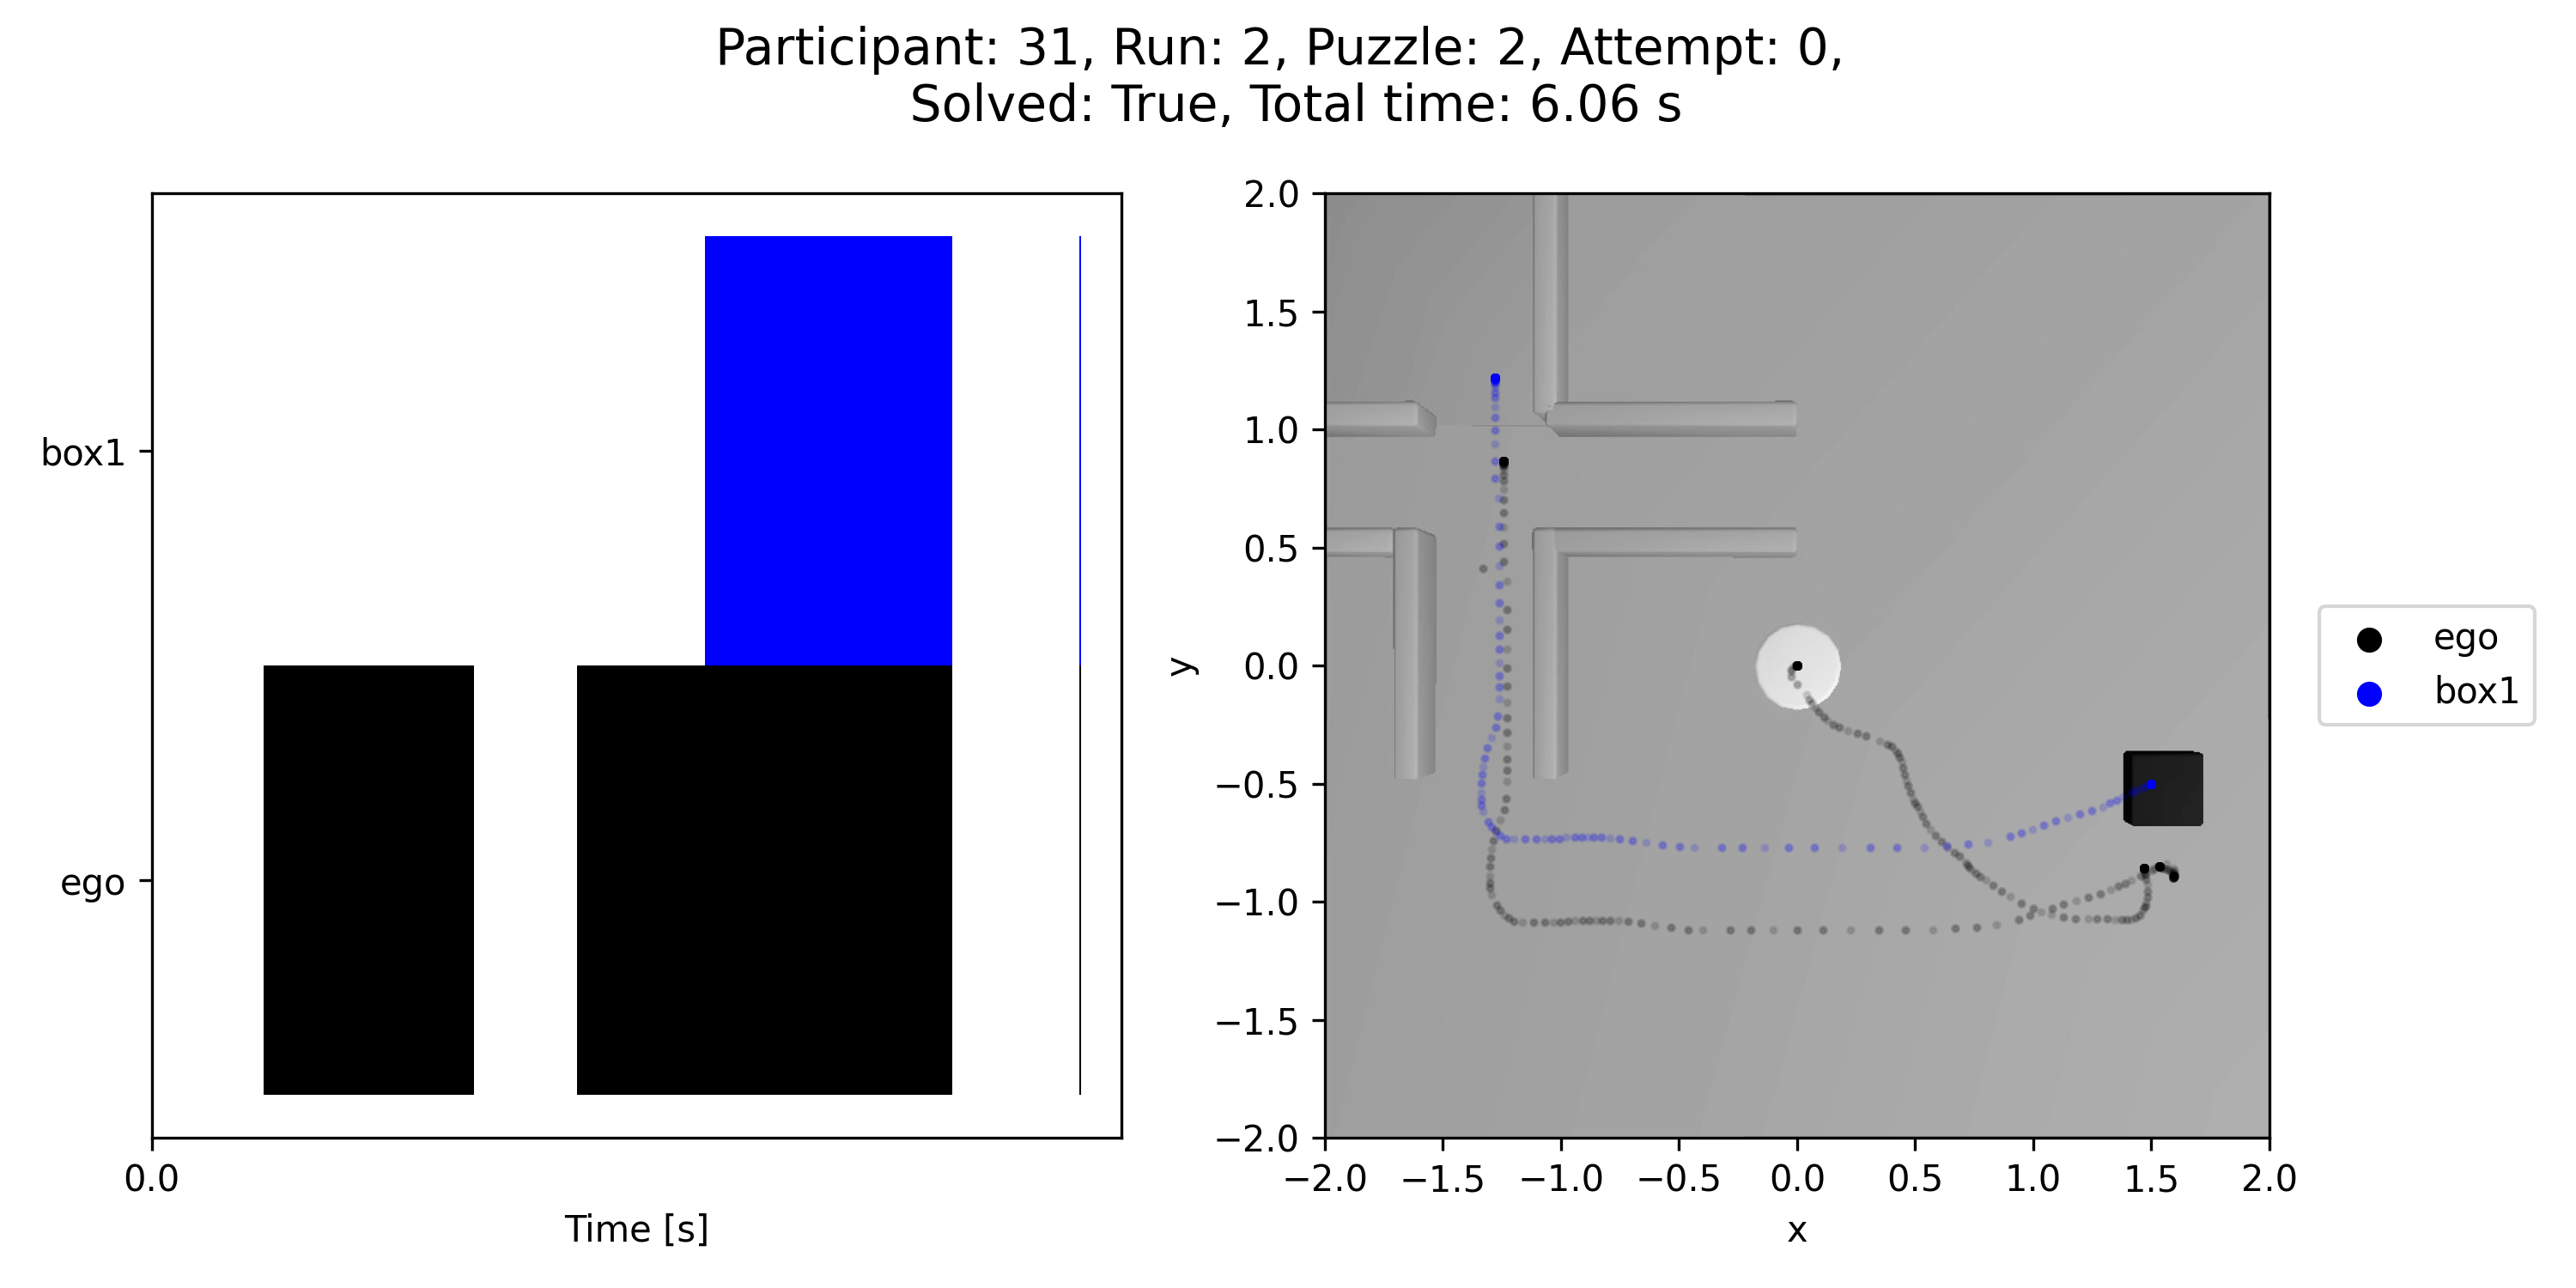 Participant: 31, Run: 2, Puzzle: 2, Attempt: 0,
Solved: True, Total time: 6.06 s
box1
ego
0.0
Time [s]
2.0
1.5
1.0
0.5
0.0
−0.5
−1.0
−1.5
−2.0
y
−2.0 −1.5 −1.0 −0.5 0.0 0.5 1.0 1.5 2.0
x
ego
box1